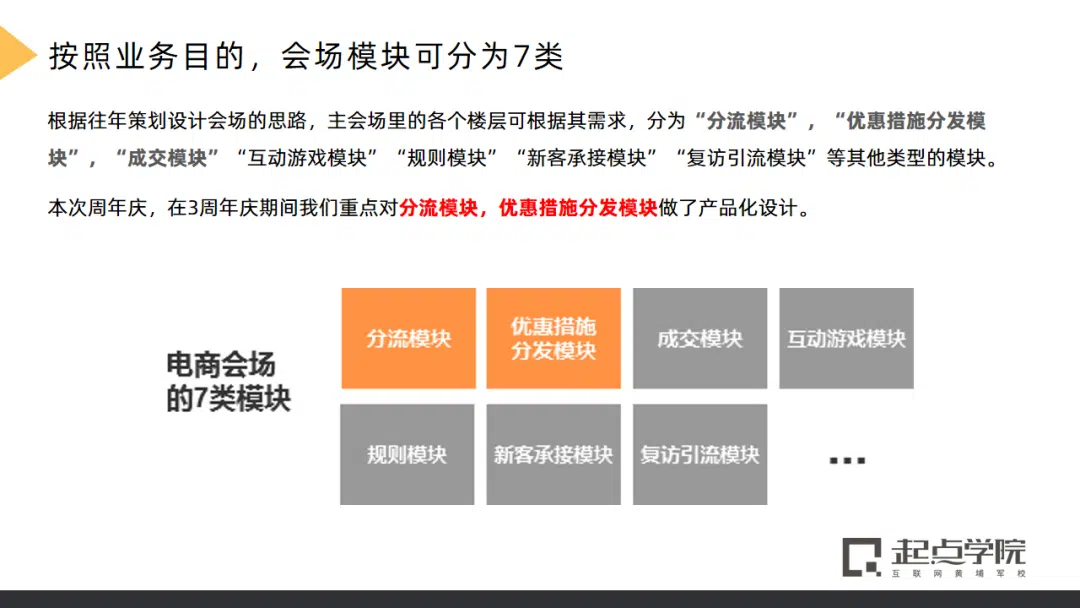 按照业务目的，会场模块可分为7类
根据往年策划设计会场的思路，主会场里的各个楼层可根据其需求，分为“分流模块”，“优惠措施分发模
块”，“成交模块”“互动游戏模块”“规则模块”“新客承接模块”“复访引流模块”等其他类型的模块。
本次周年庆，在3周年庆期间我们重点对分流模块，优惠措施分发模块做了产品化设计。
电商会场
的7类模块
分流模块
优惠措施
分发模块
成交模块
互动游戏模块
规则模块
新客承接模块
复访引流模块
...
起点学院
互联网黄埔军校